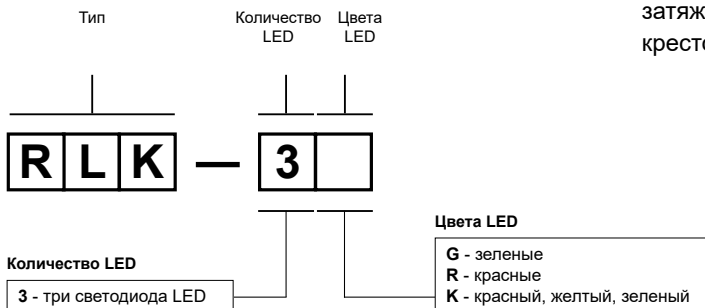 Тип
Количество LED
Цвета LED
затяж
кресто
RLK — 3
Цвета LED
G - зеленые
R - красные
K - красный, желтый, зеленый
Количество LED
3 - три светодиода LED